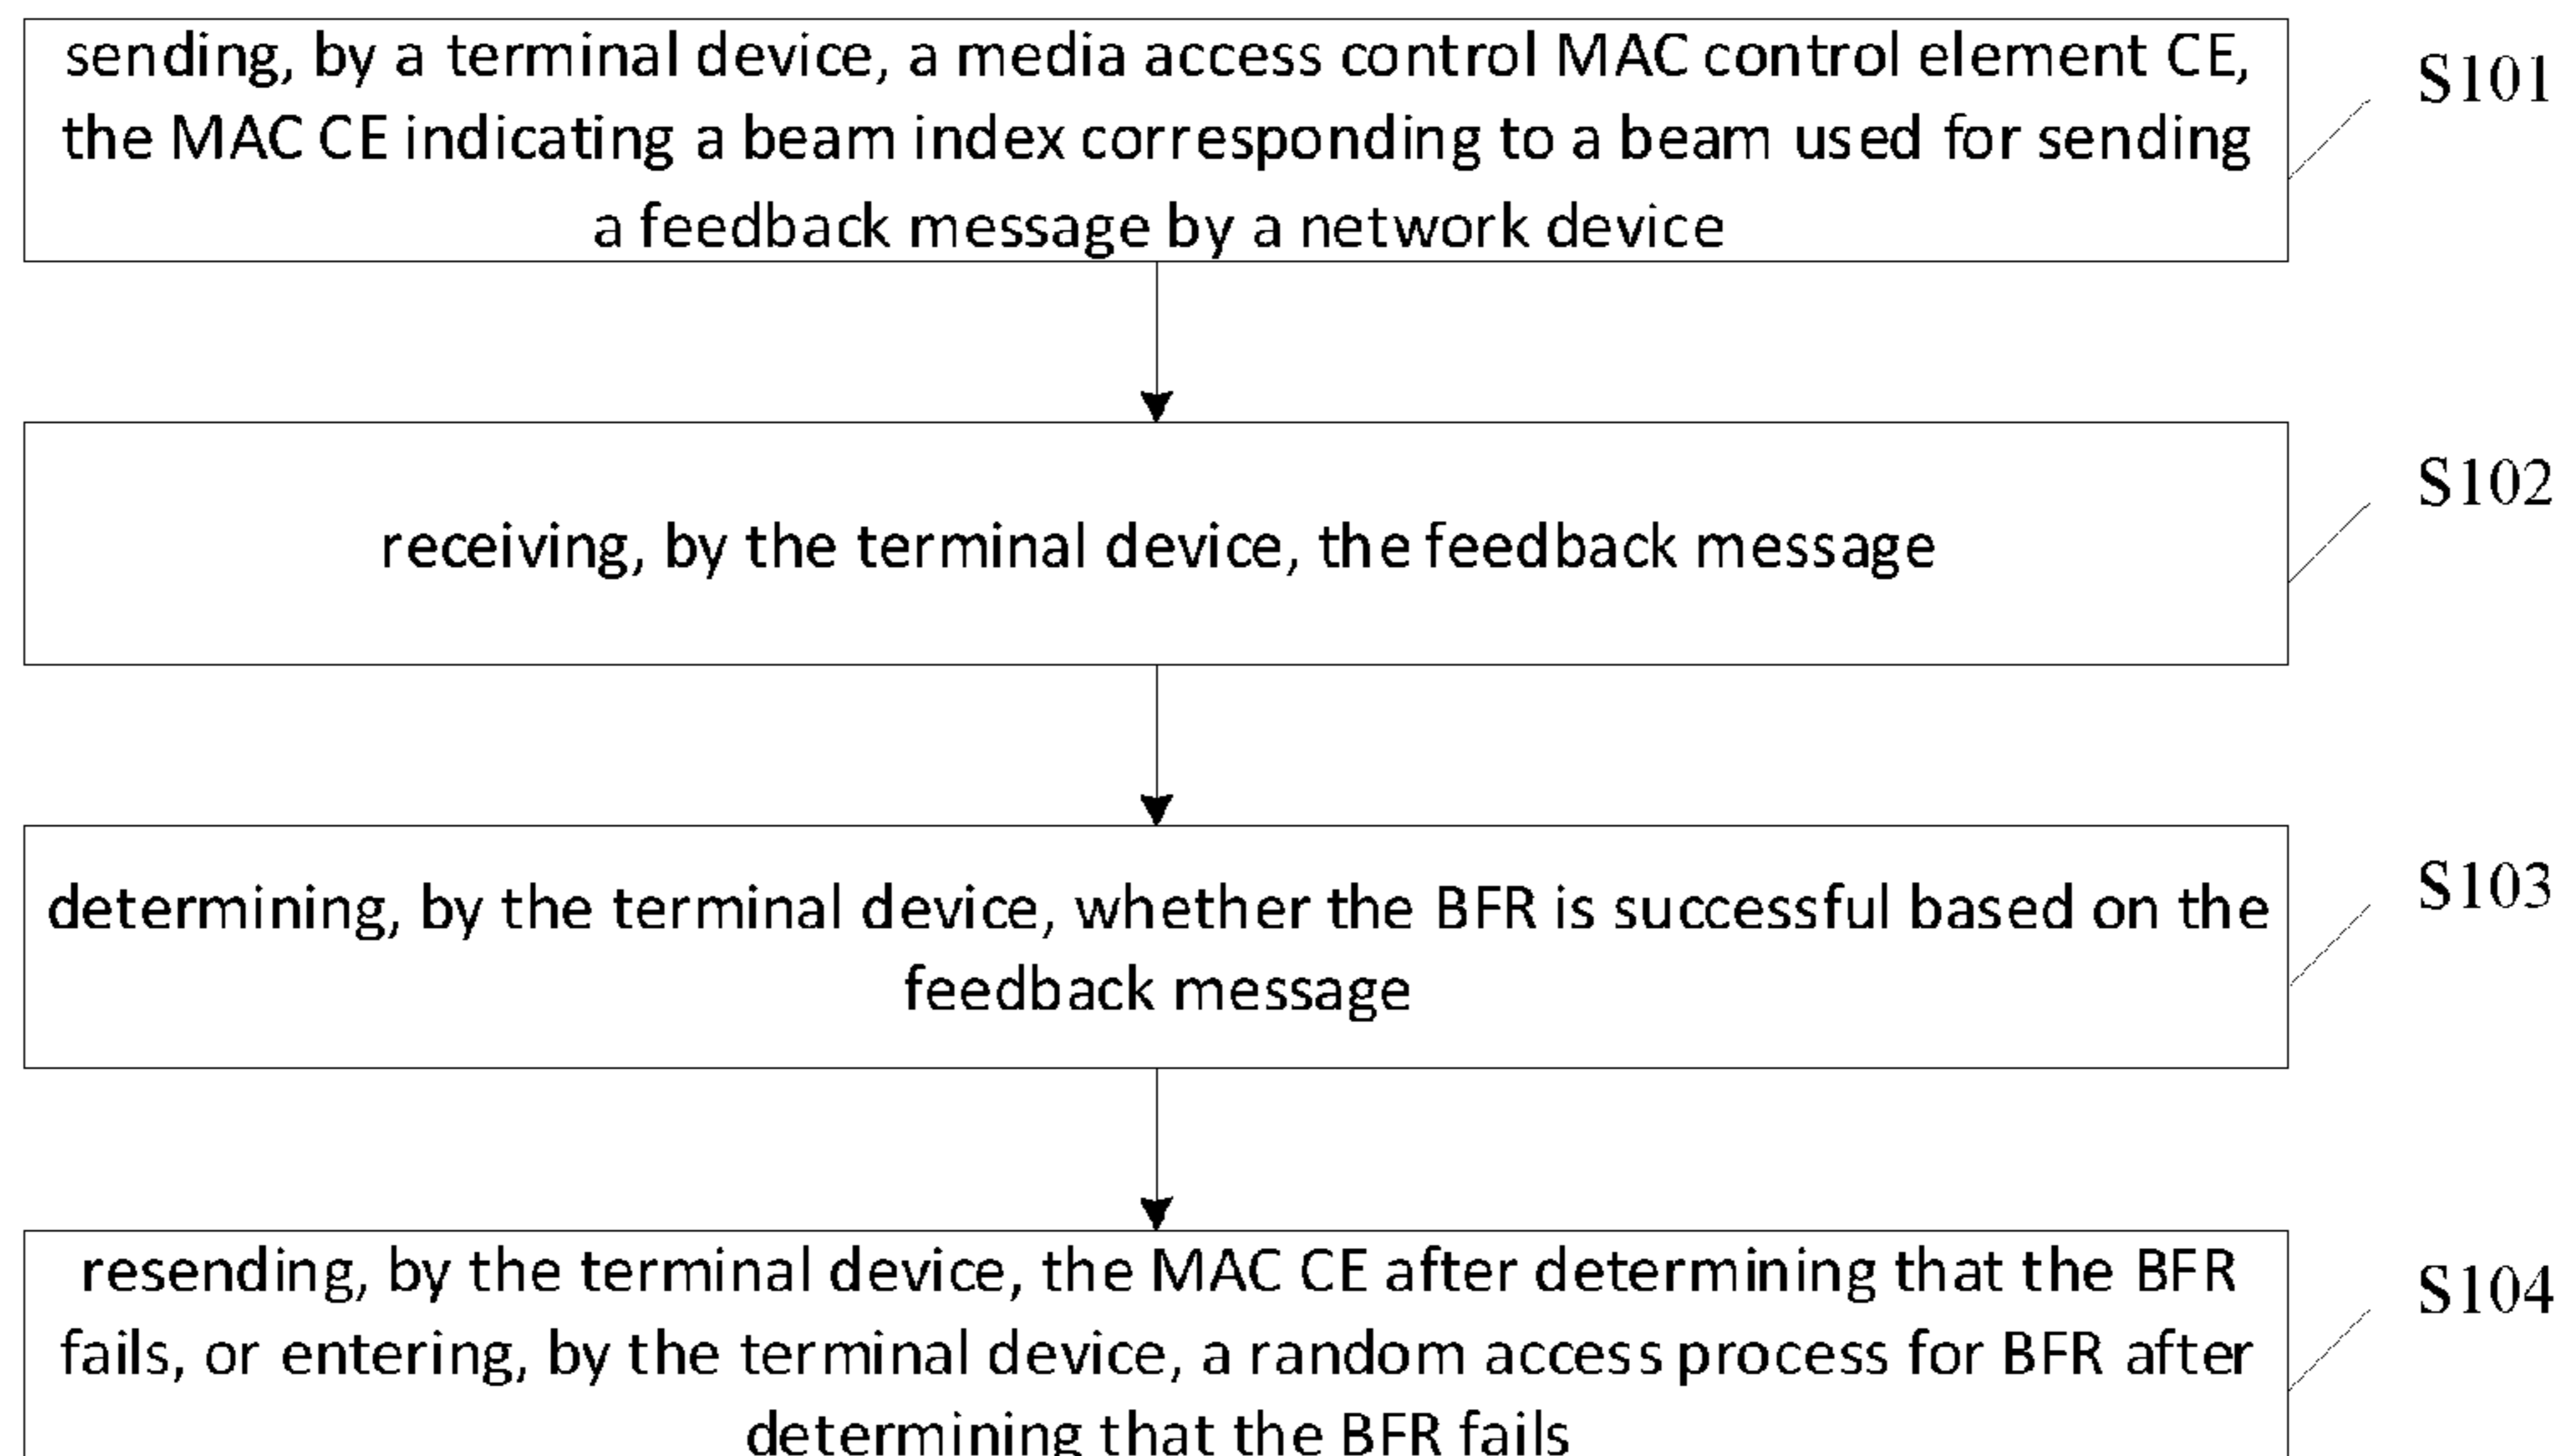 sending, by a terminal device, a media access control MAC control element CE,
the MAC CE indicating a beam index corresponding to a beam used for sending
a feedback message by a network device
S101
receiving, by the terminal device, the feedback message
S102
determining, by the terminal device, whether the BFR is successful based on the
feedback message
S103
resending, by the terminal device, the MAC CE after determining that the BFR
fails, or entering, by the terminal device, a random access process for BFR after
determining that the BFR fails
S104